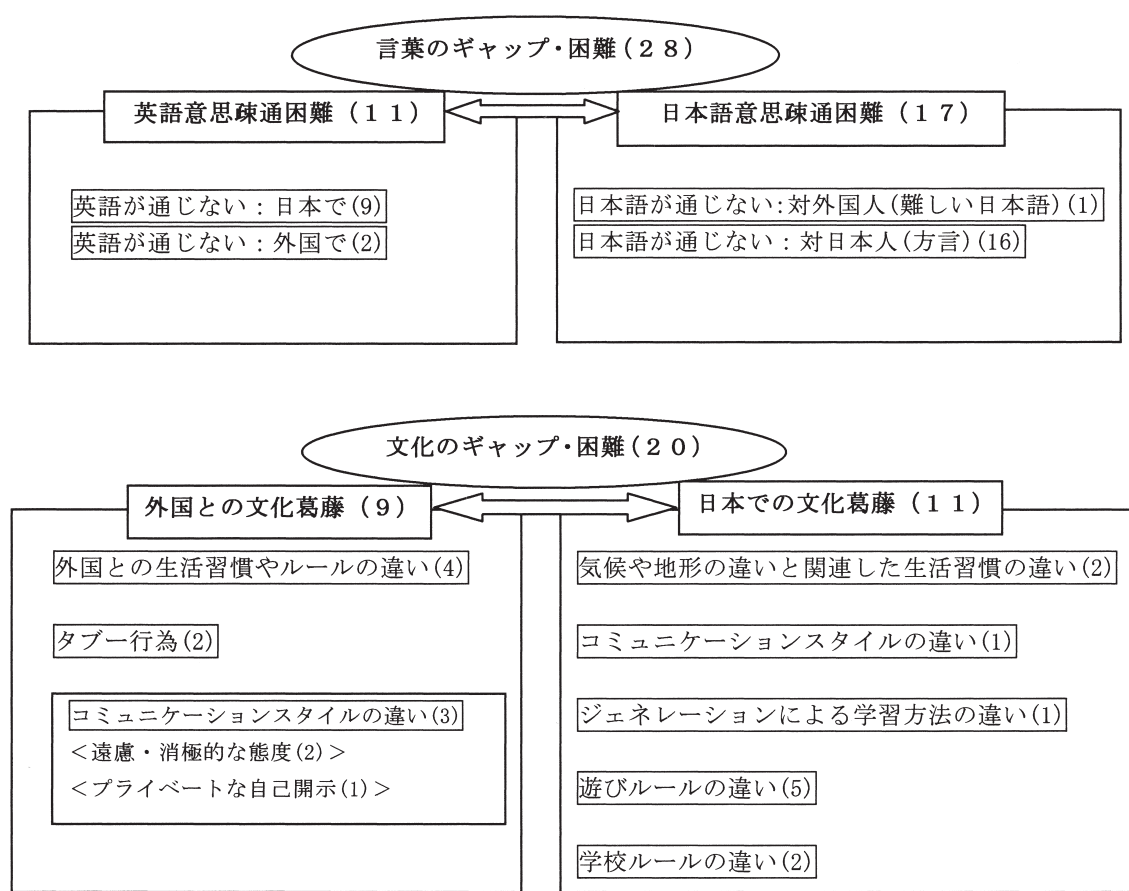 言葉のギャップ・困難(２８)
英語意思疎通困難（１１）
日本語意思疎通困難（１７）
英語が通じない：日本で(9)
英語が通じない：外国で(2)
日本語が通じない:対外国人(難しい日本語)(1)
日本語が通じない：対日本人(方言)(16)
文化のギャップ・困難(２０)
外国との文化葛藤（９）
日本での文化葛藤（１１）
外国との生活習慣やルールの違い(4)
タブー行為(2)
コミュニケーションスタイルの違い(3)
＜遠慮・消極的な態度(2)＞
＜プライベートな自己開示(1)＞
気候や地形の違いと関連した生活習慣の違い(2)
コミュニケーションスタイルの違い(1)
ジェネレーションによる学習方法の違い(1)
遊びルールの違い(5)
学校ルールの違い(2)